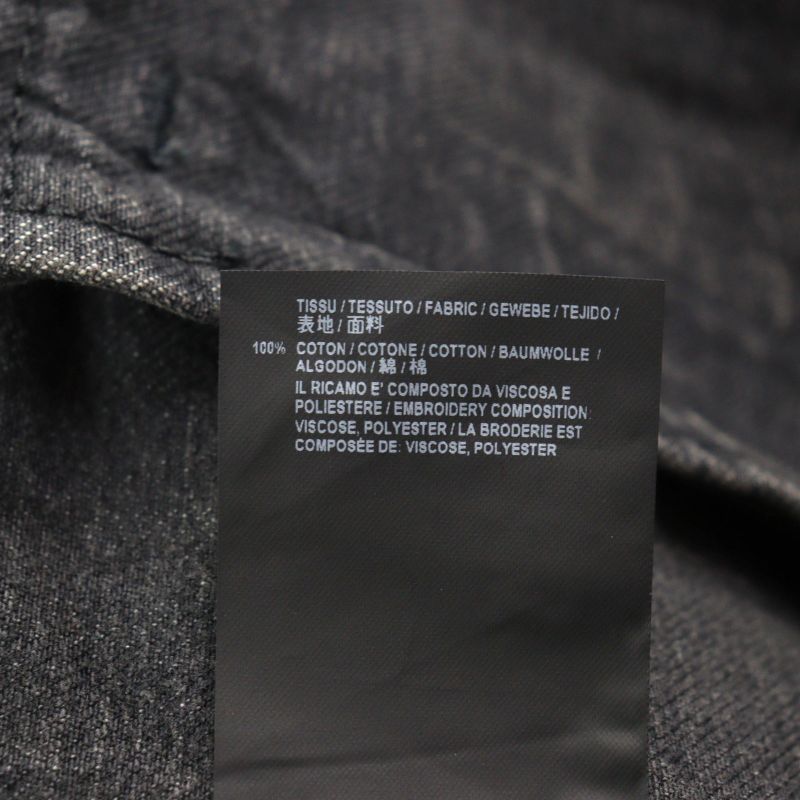 TISSU / TESSUTO / FABRIC / GEWEBE / TEJIDO /
表地 / 面料
100% COTON / COTONE / COTTON / BAUMWOLLE /
ALGODON / 綿 / 棉
IL RICAMO E' COMPOSTO DA VISCOSA E
POLIESTERE / EMBROIDERY COMPOSITION:
VISCOSE, POLYESTER / LA BRODERIE EST
COMPOSÉE DE: VISCOSE, POLYESTER